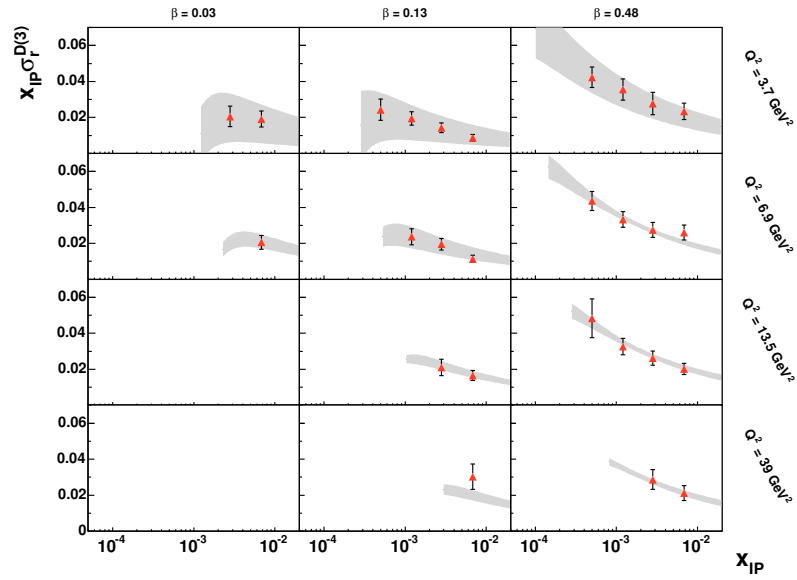 β = 0.03 β = 0.13 β = 0.48
x_IP σ_r^D(3)
0.06
0.04
0.02
Q² = 3.7 GeV²
0.06
0.04
0.02
Q² = 6.9 GeV²
0.06
0.04
0.02
Q² = 13.5 GeV²
0.06
0.04
0.02
0
Q² = 39 GeV²
10⁻⁴ 10⁻³ 10⁻² 10⁻⁴ 10⁻³ 10⁻² 10⁻⁴ 10⁻³ 10⁻²
x_IP